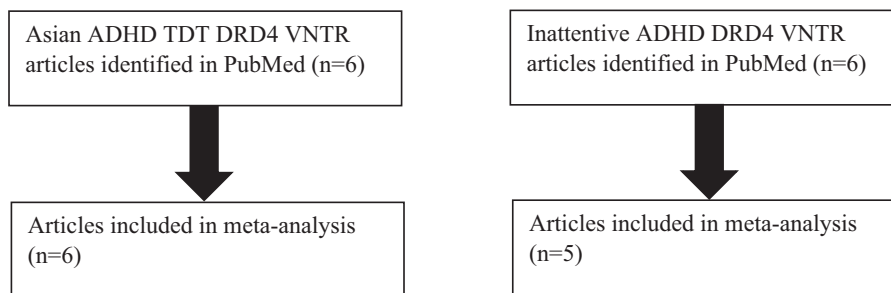 Asian ADHD TDT DRD4 VNTR
articles identified in PubMed (n=6)
Articles included in meta-analysis
(n=6)
Inattentive ADHD DRD4 VNTR
articles identified in PubMed (n=6)
Articles included in meta-analysis
(n=5)